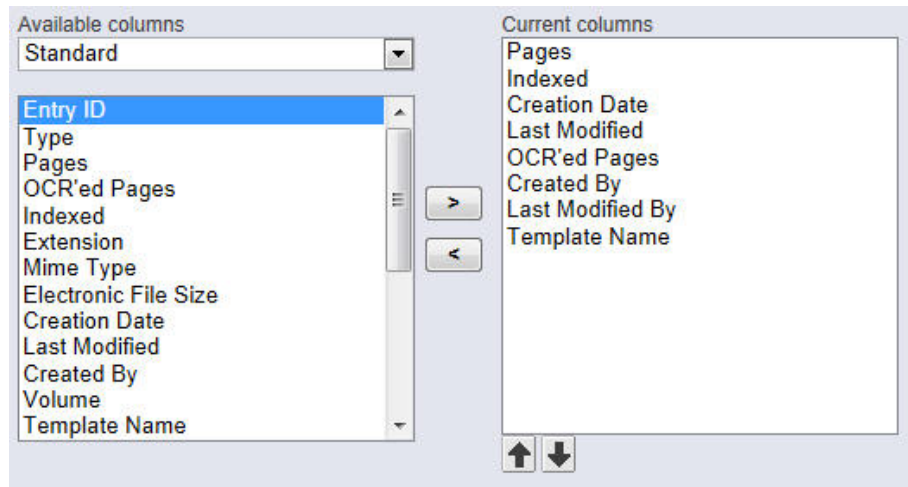 Available columns
Standard
Entry ID
Type
Pages
OCR'ed Pages
Indexed
Extension
Mime Type
Electronic File Size
Creation Date
Last Modified
Created By
Volume
Template Name
>
<
Current columns
Pages
Indexed
Creation Date
Last Modified
OCR'ed Pages
Created By
Last Modified By
Template Name